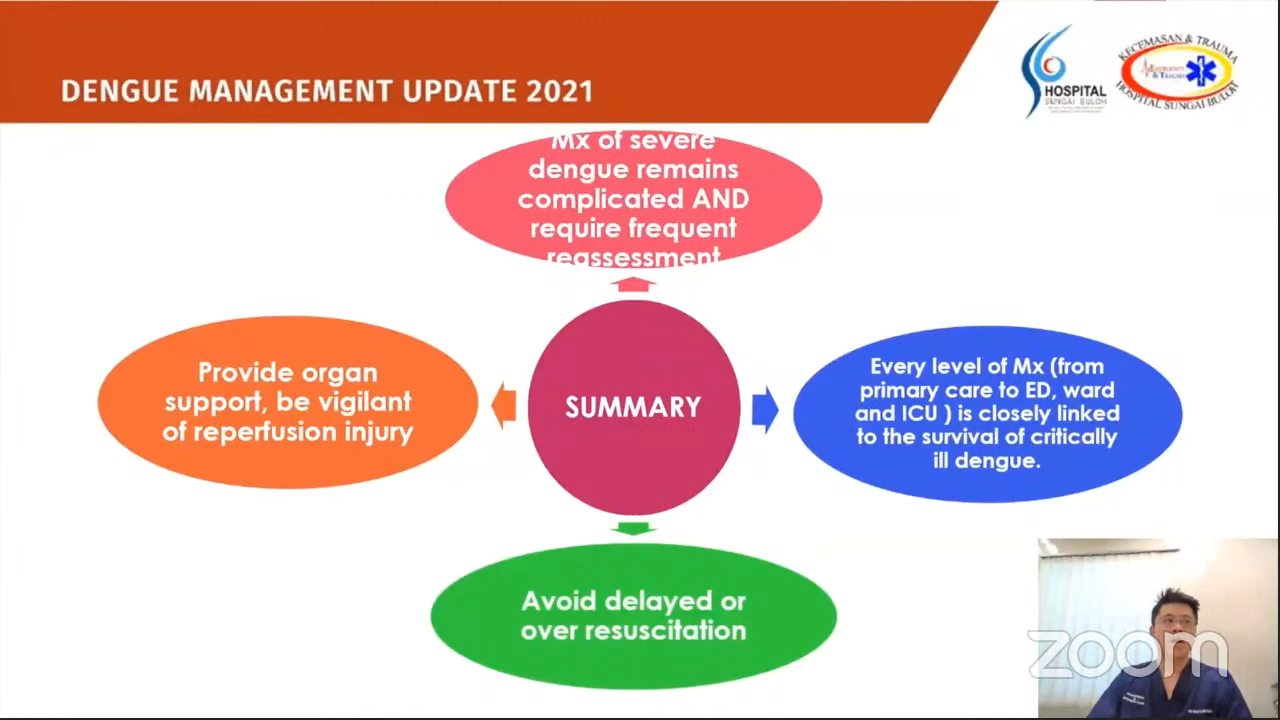 DENGUE MANAGEMENT UPDATE 2021
HOSPITAL
SUNGAI BULOH
KECEMASAN & TRAUMA
EMERGENCY
& TRAUMA
HOSPITAL SUNGAI BULOH
Mx of severe
dengue remains
complicated AND
require frequent
reassessment
Provide organ
support, be vigilant
of reperfusion injury
SUMMARY
Every level of Mx (from
primary care to ED, ward
and ICU ) is closely linked
to the survival of critically
ill dengue.
Avoid delayed or
over resuscitation
zoom